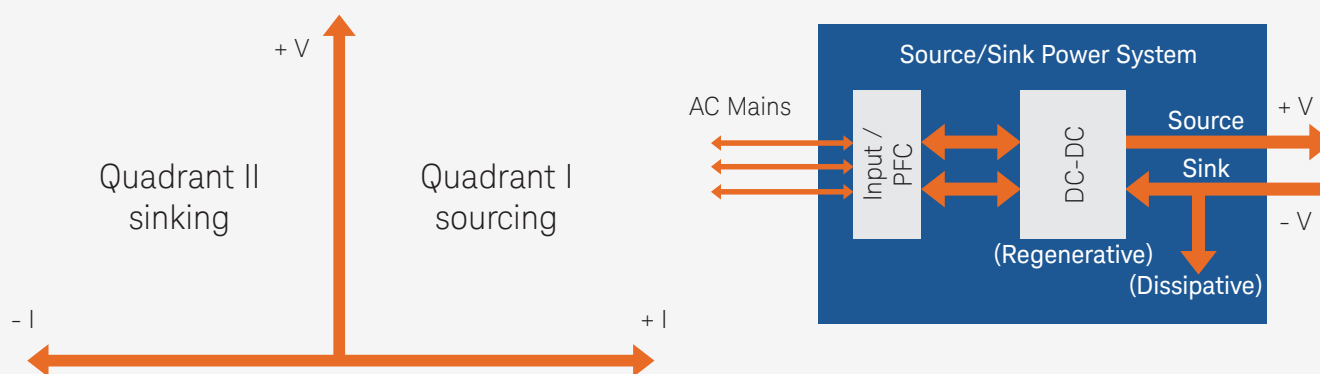 + V
Quadrant II
sinking
Quadrant I
sourcing
- I
+ I
Source/Sink Power System
AC Mains
Input /
PFC
DC-DC
Source
+ V
Sink
- V
(Regenerative)
(Dissipative)